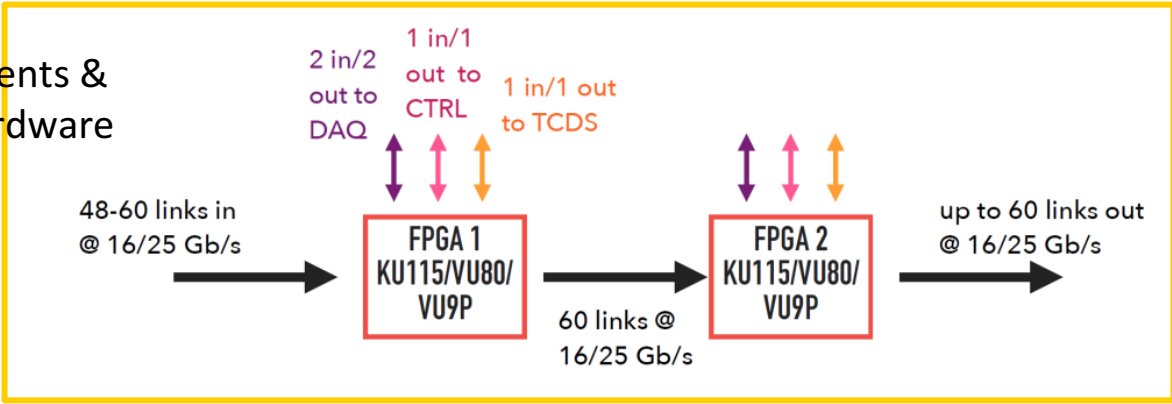 ents &
rdware
2 in/2
out to
DAQ
1 in/1
out to
CTRL
1 in/1 out
to TCDS
48-60 links in
@ 16/25 Gb/s
FPGA 1
KU115/VU80/
VU9P
60 links @
16/25 Gb/s
FPGA 2
KU115/VU80/
VU9P
up to 60 links out
@ 16/25 Gb/s